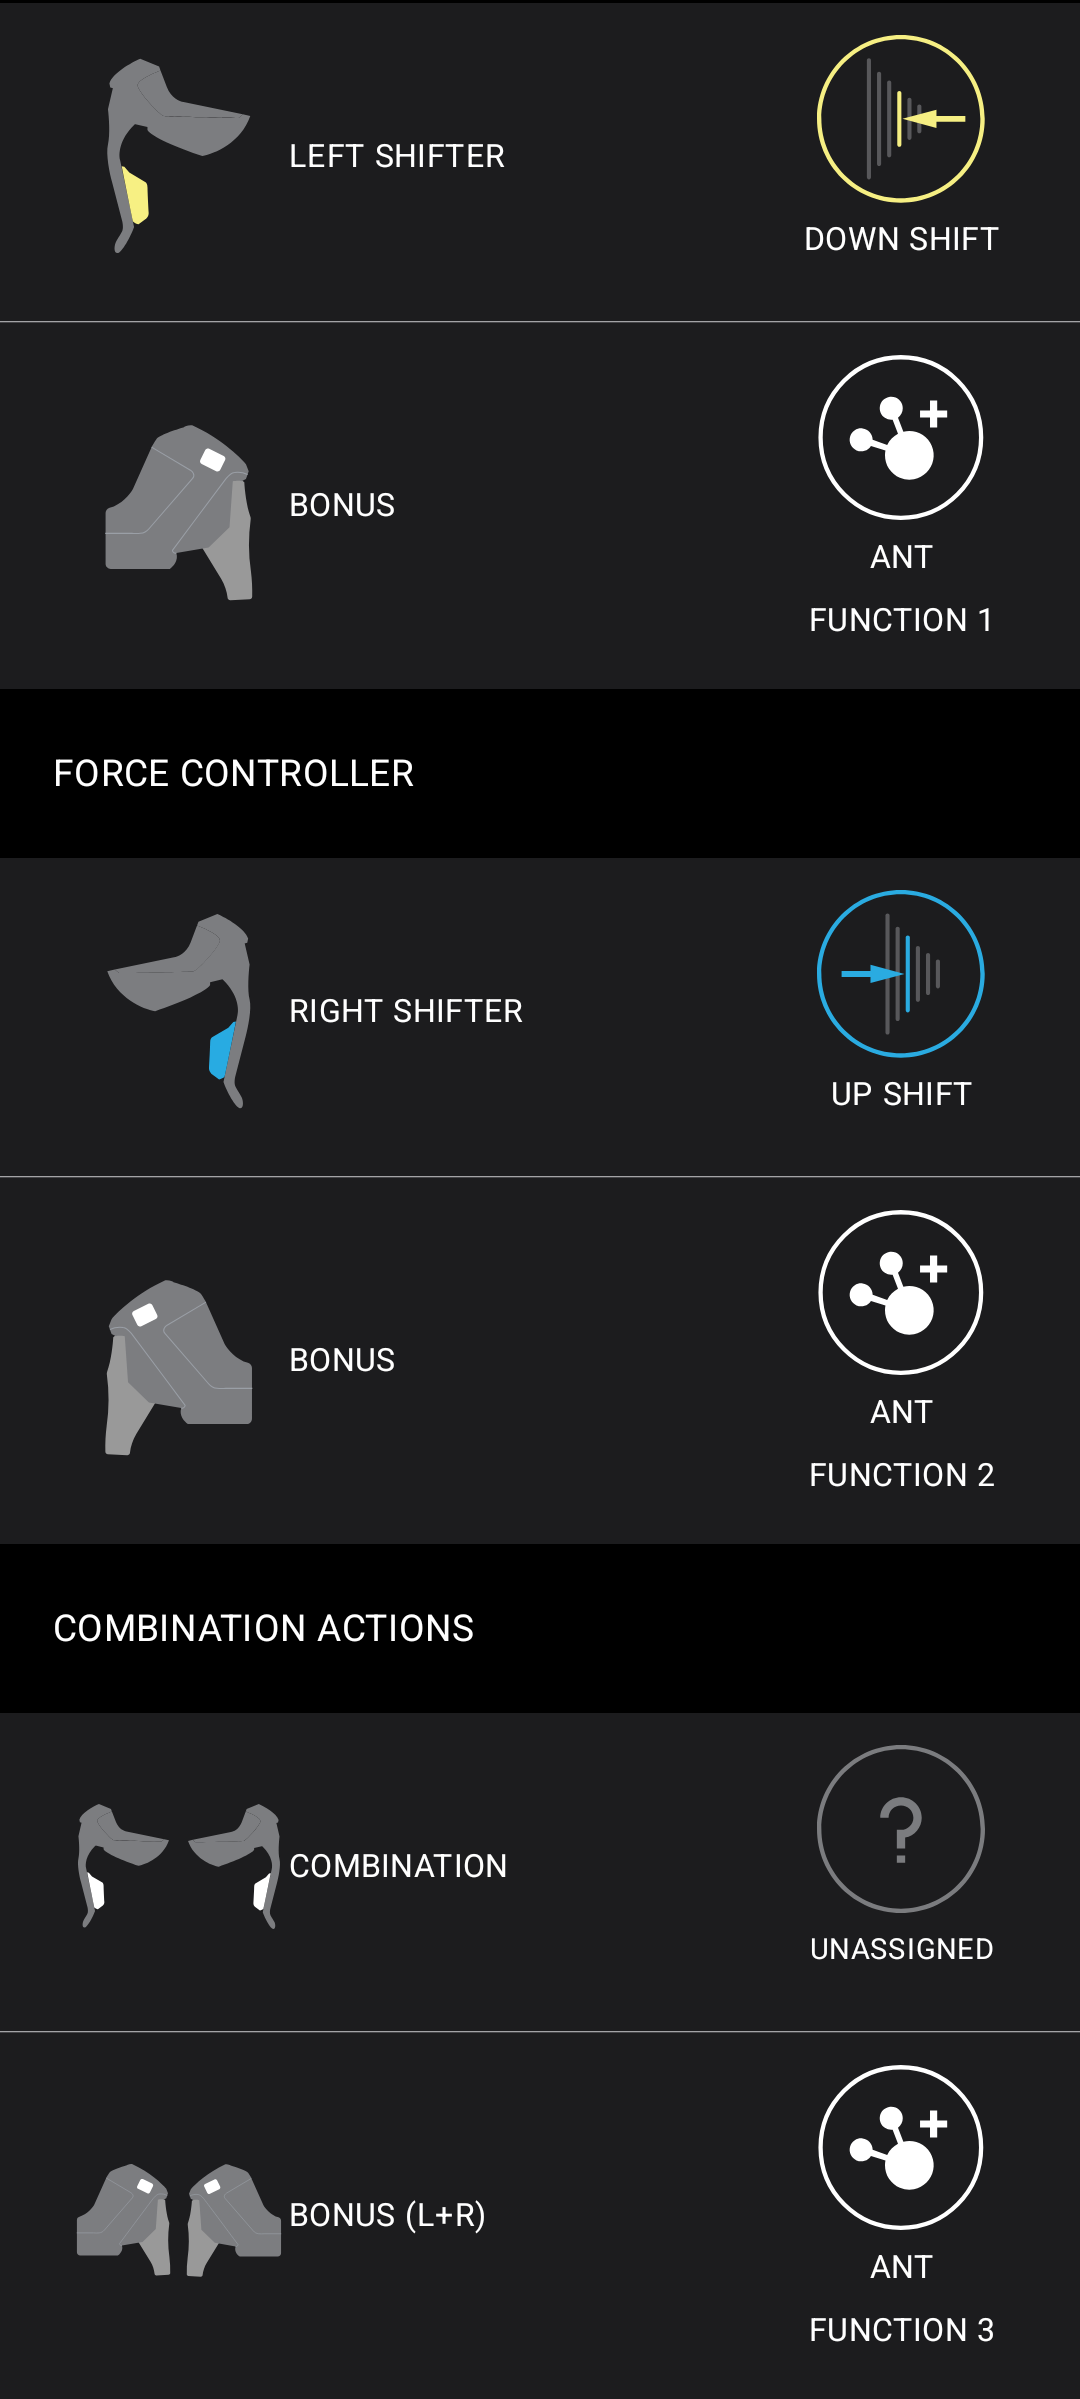 LEFT SHIFTER
DOWN SHIFT
BONUS
ANT
FUNCTION 1
FORCE CONTROLLER
RIGHT SHIFTER
UP SHIFT
BONUS
ANT
FUNCTION 2
COMBINATION ACTIONS
COMBINATION
?
UNASSIGNED
BONUS (L+R)
ANT
FUNCTION 3